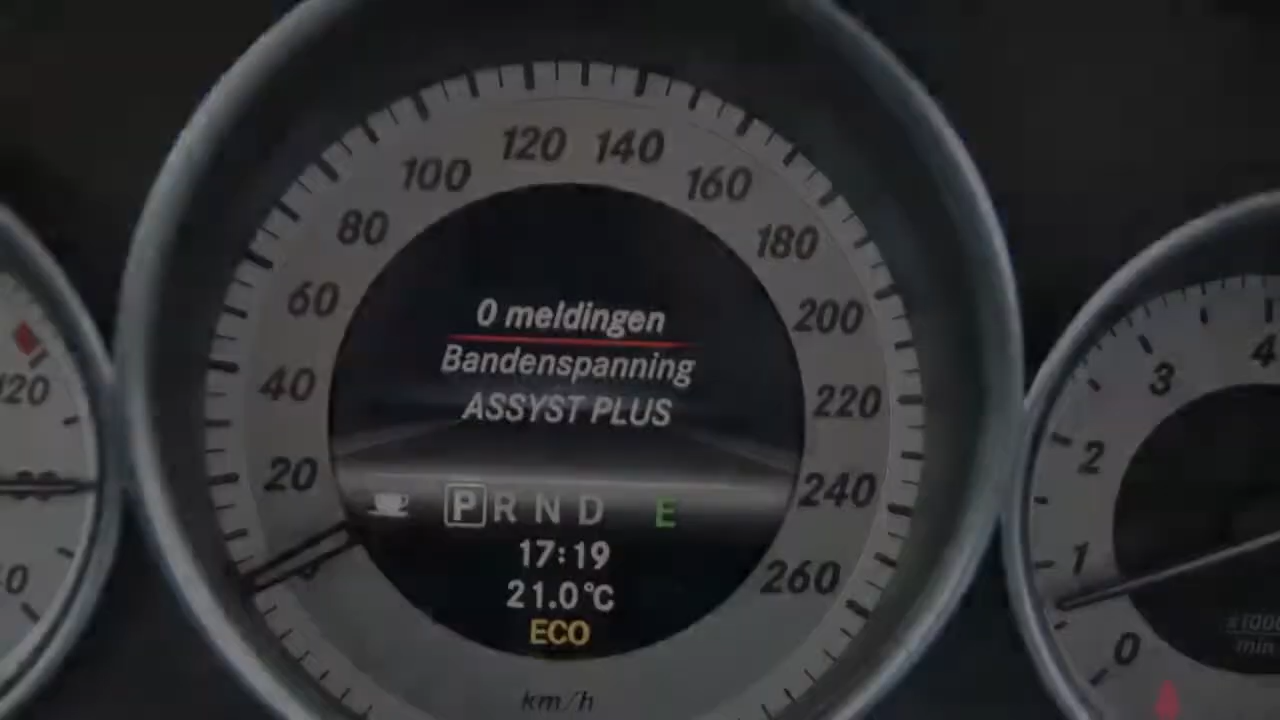 120 140
100 160
80 180
60 200
40 220
20 240
260
0 meldingen
Bandenspanning
ASSYST PLUS
P R N D E
17:19
21.0°C
ECO
km/h
120
4
3
2
1
0
min